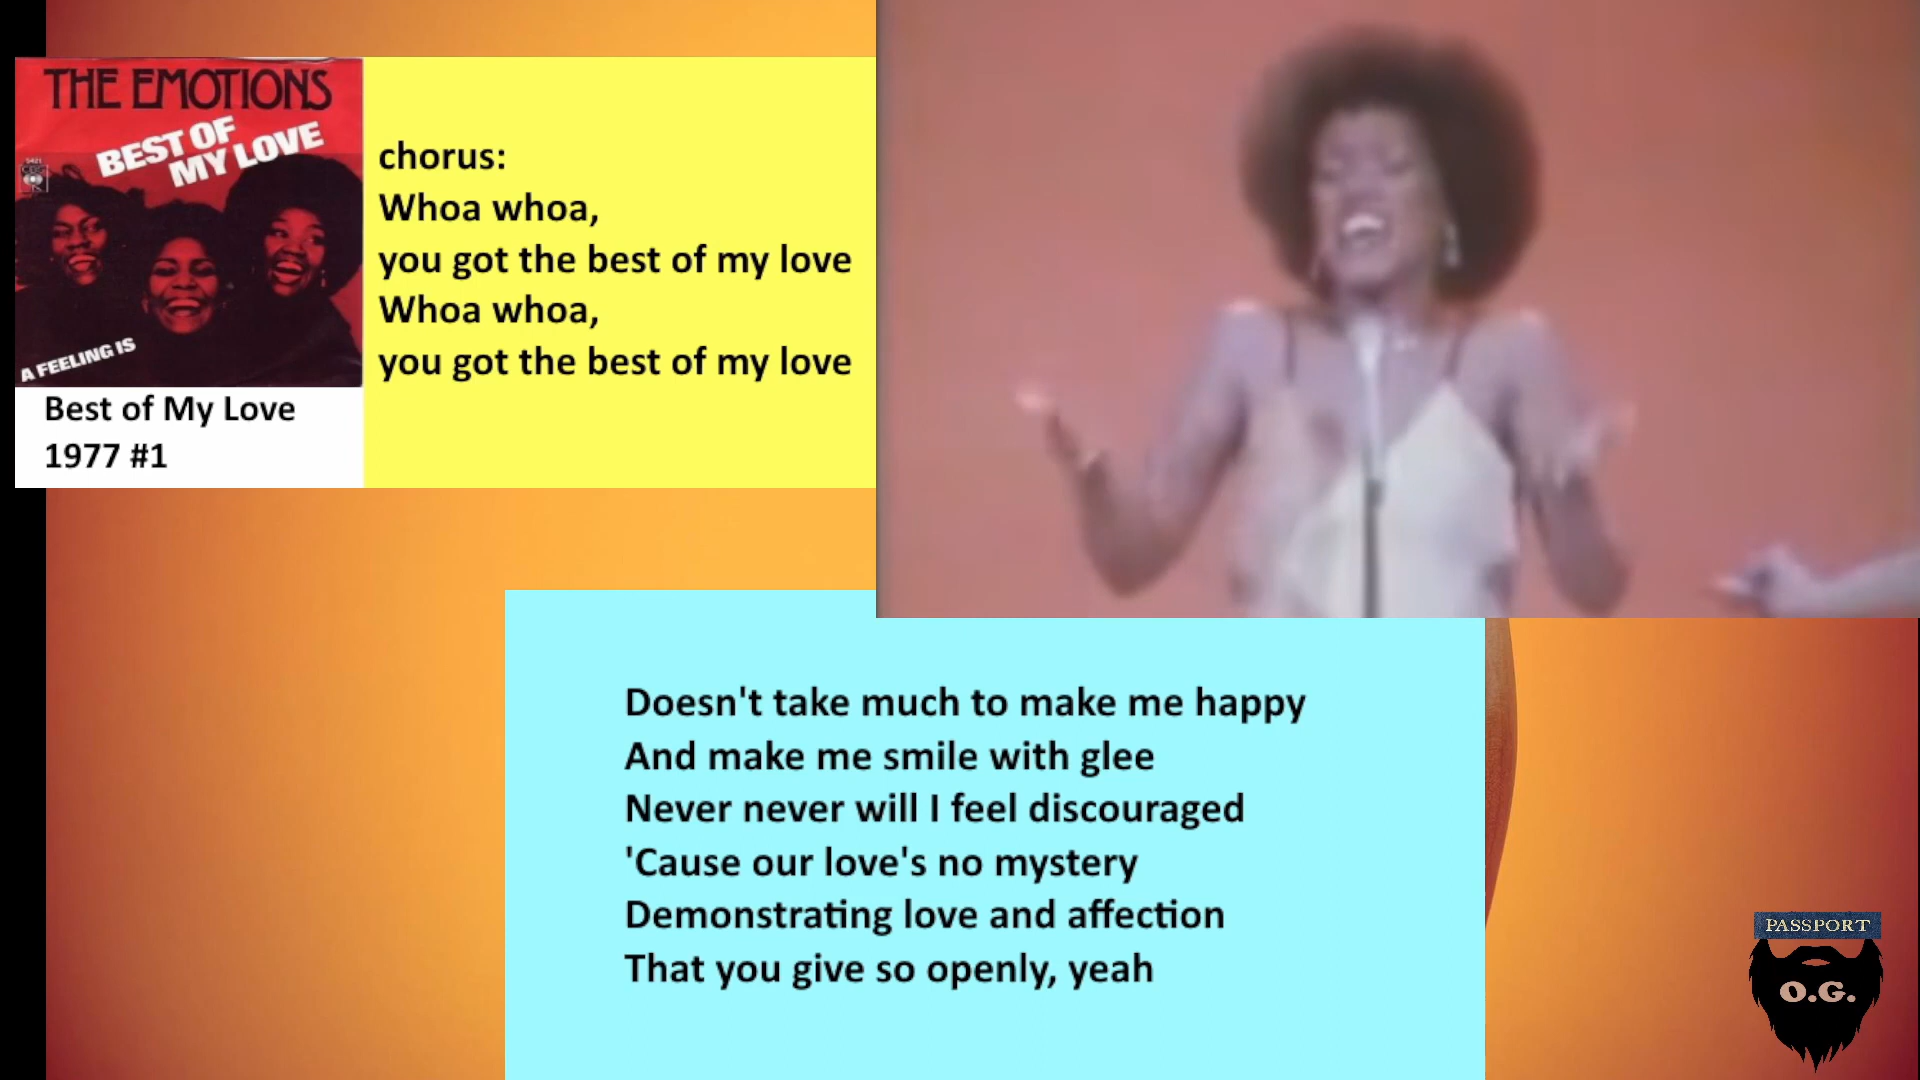 THE EMOTIONS
BEST OF
MY LOVE
A FEELING IS
Best of My Love
1977 #1
chorus:
Whoa whoa,
you got the best of my love
Whoa whoa,
you got the best of my love
Doesn't take much to make me happy
And make me smile with glee
Never never will I feel discouraged
'Cause our love's no mystery
Demonstrating love and affection
That you give so openly, yeah
PASSPORT
O.G.